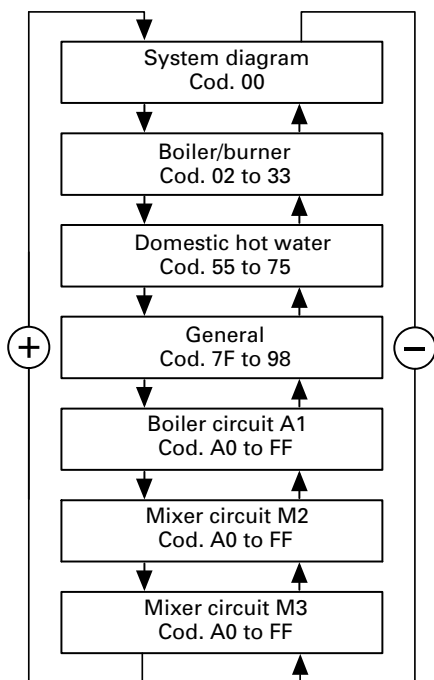 System diagram
Cod. 00
Boiler/burner
Cod. 02 to 33
Domestic hot water
Cod. 55 to 75
General
Cod. 7F to 98
+
−
Boiler circuit A1
Cod. A0 to FF
Mixer circuit M2
Cod. A0 to FF
Mixer circuit M3
Cod. A0 to FF